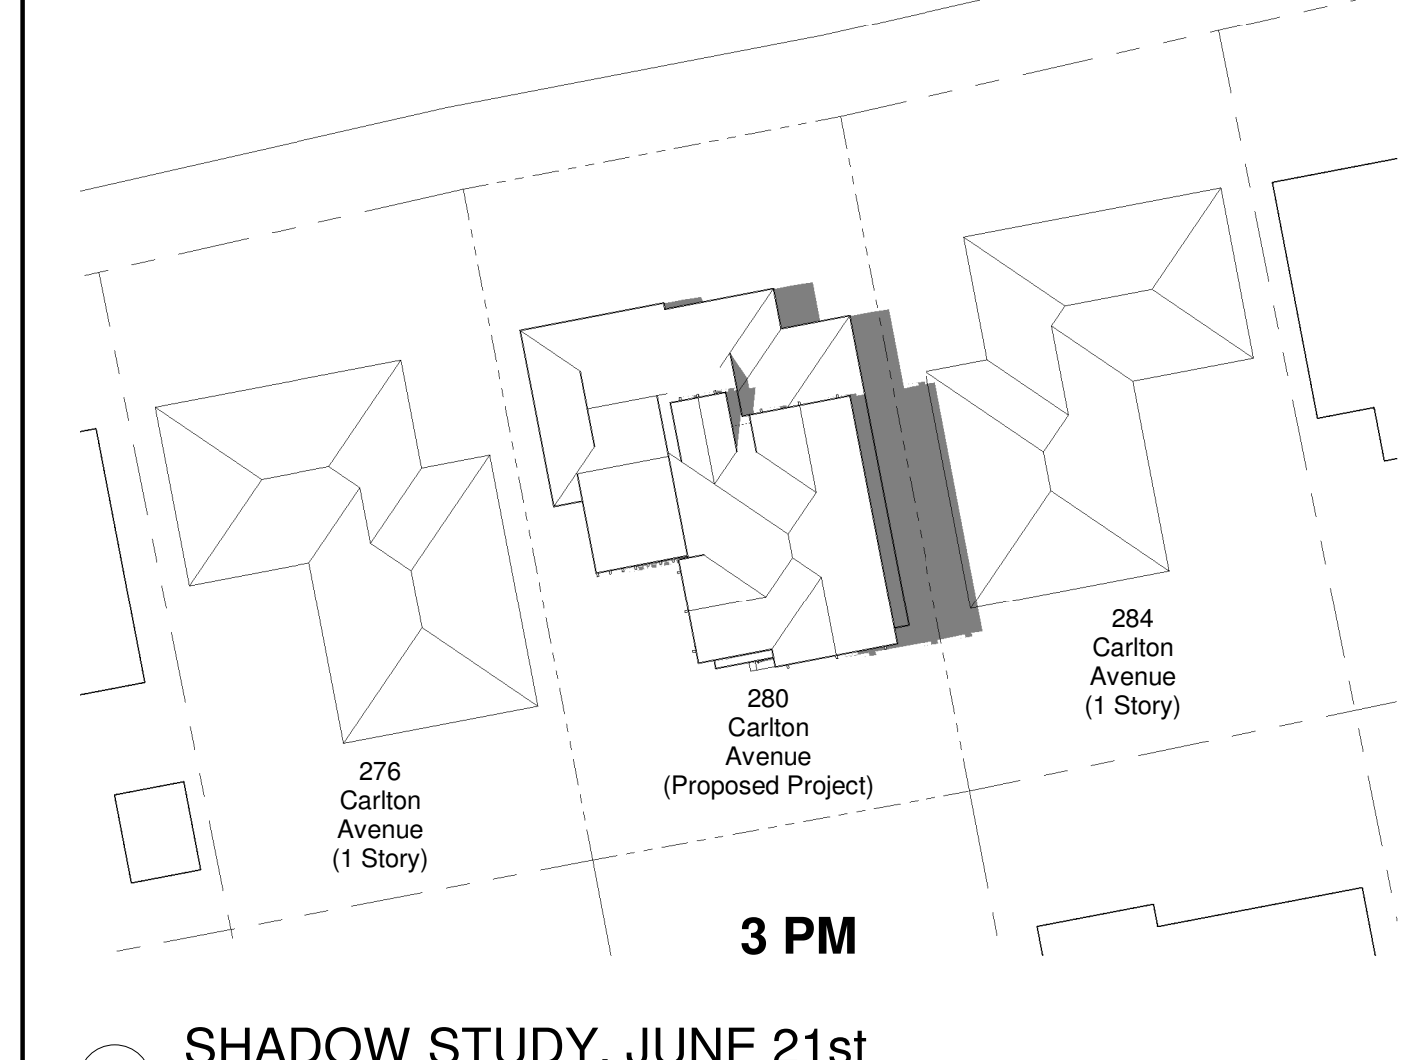 284
Carlton
Avenue
(1 Story)
280
Carlton
Avenue
(Proposed Project)
276
Carlton
Avenue
(1 Story)
3 PM
SHADOW STUDY, JUNE 21st